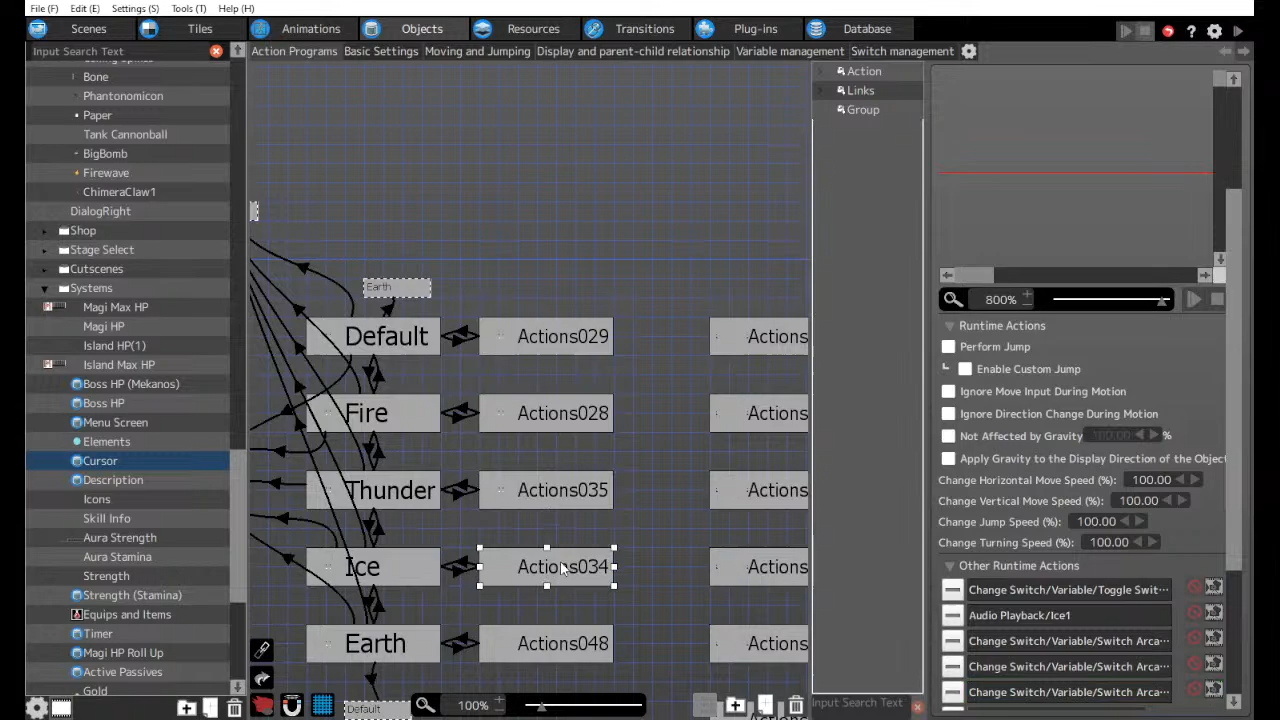 File (F) Edit (E) Settings (S) Tools (T) Help (H)
Scenes Tiles Animations Objects Resources Transitions Plug-ins Database
Input Search Text
Action Programs Basic Settings Moving and Jumping Display and parent-child relationship Variable management Switch management
Bone
Phantonomicon
Paper
Tank Cannonball
BigBomb
Firewave
ChimeraClaw1
DialogRight
Shop
Stage Select
Cutscenes
Systems
Magi Max HP
Magi HP
Island HP(1)
Island Max HP
Boss HP (Mekanos)
Boss HP
Menu Screen
Elements
Cursor
Description
Icons
Skill Info
Aura Strength
Aura Stamina
Strength
Strength (Stamina)
Equips and Items
Timer
Magi HP Roll Up
Active Passives
Gold
Earth
Default Actions029 Actions
Fire Actions028 Actions
Thunder Actions035 Actions
Ice Actions034 Actions
Earth Actions048 Actions
Default
100%
Action
Links
Group
Input Search Text
800%
Runtime Actions
Perform Jump
Enable Custom Jump
Ignore Move Input During Motion
Ignore Direction Change During Motion
Not Affected by Gravity 100.00 %
Apply Gravity to the Display Direction of the Object
Change Horizontal Move Speed (%): 100.00
Change Vertical Move Speed (%): 100.00
Change Jump Speed (%): 100.00
Change Turning Speed (%): 100.00
Other Runtime Actions
Change Switch/Variable/Toggle Swit···
Audio Playback/Ice1
Change Switch/Variable/Switch Arca···
Change Switch/Variable/Switch Arca···
Change Switch/Variable/Switch Arca···